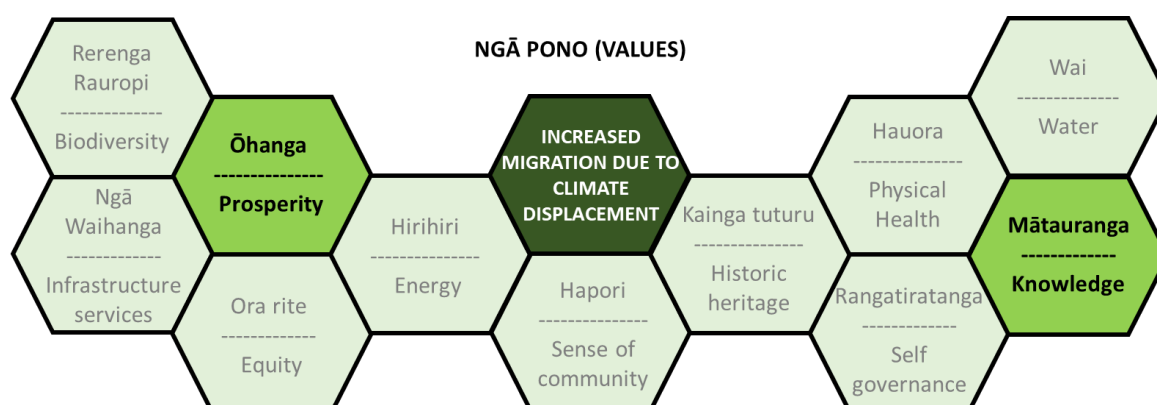 NGĀ PONO (VALUES)
Rerenga
Rauropi
--------------
Biodiversity
Ngā
Waihanga
--------------
Infrastructure
services
Ōhanga
---------------
Prosperity
Ora rite
--------------
Equity
Hirihiri
---------------
Energy
INCREASED
MIGRATION DUE TO
CLIMATE
DISPLACEMENT
Hapori
---------------
Sense of
community
Kainga tuturu
---------------
Historic
heritage
Hauora
---------------
Physical
Health
Rangatiratanga
-------------
Self
governance
Wai
--------------
Water
Mātauranga
-------------
Knowledge